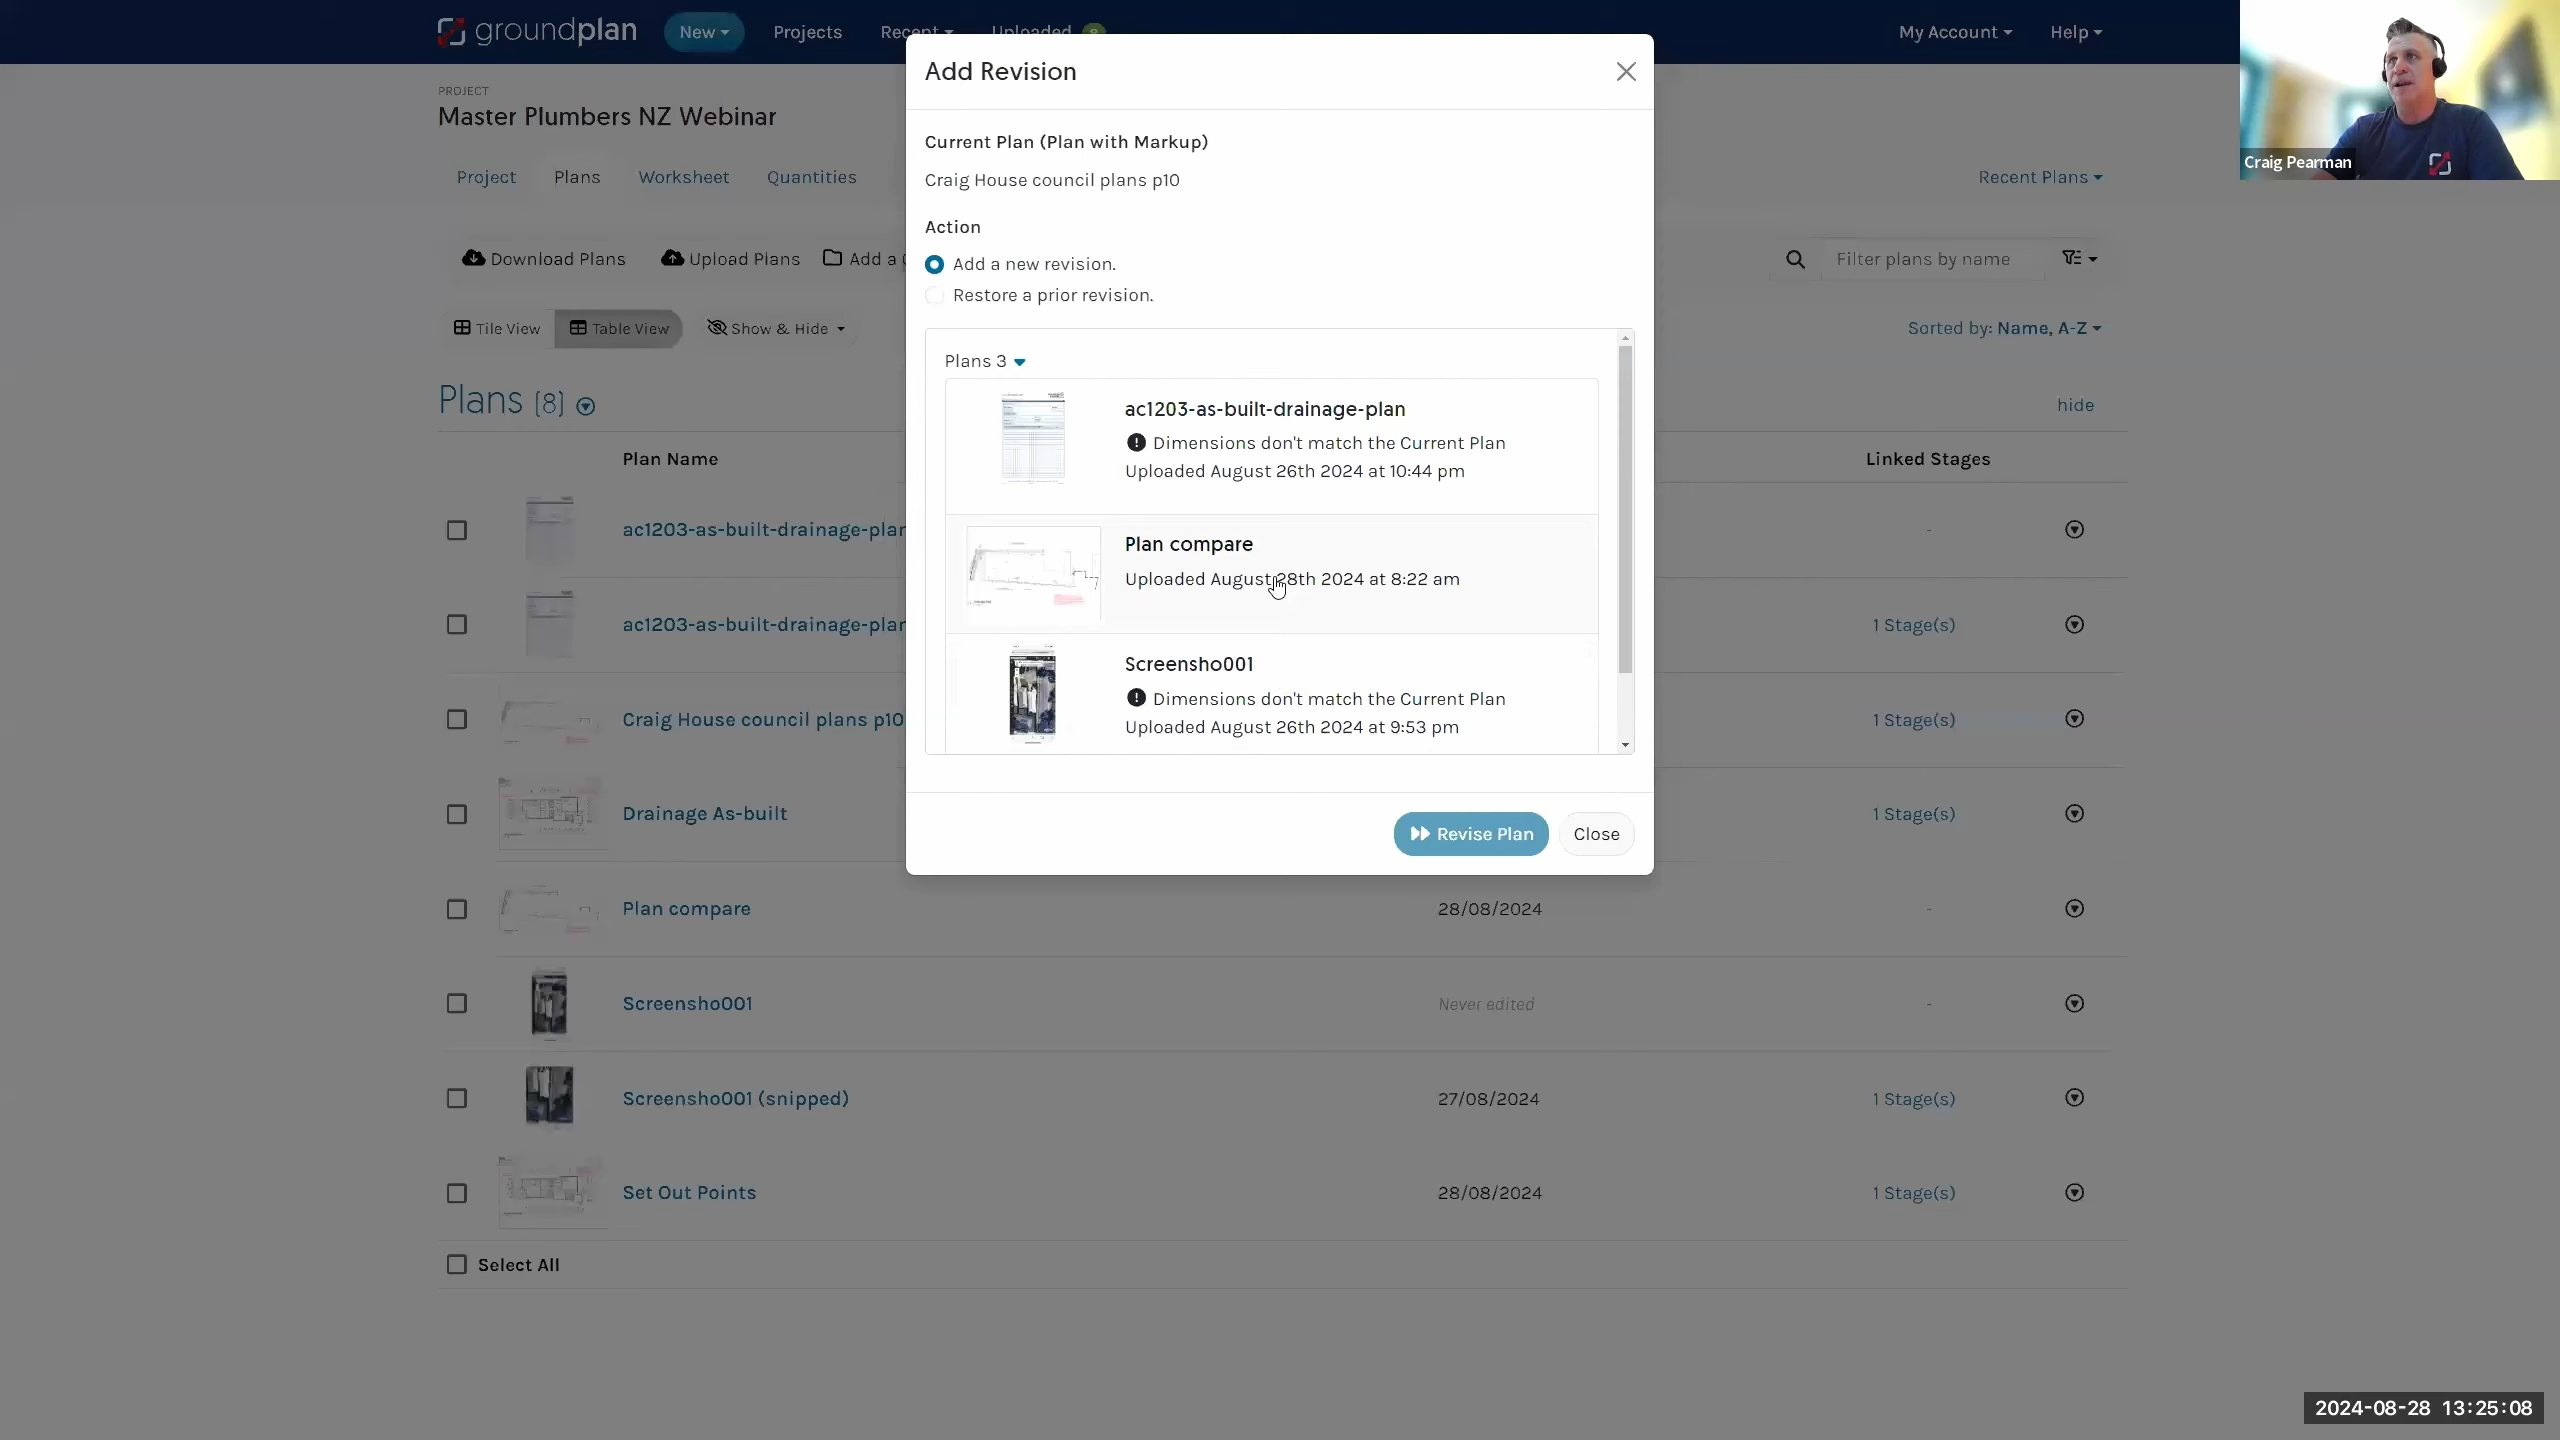 groundplan
New
Projects
Recent
Uploaded
8
My Account
Help
PROJECT
Master Plumbers NZ Webinar
Project
Plans
Worksheet
Quantities
Recent Plans
Download Plans
Upload Plans
Add a
Filter plans by name
Tile View
Table View
Show & Hide
Sorted by: Name, A-Z
Plans (8)
hide
Plan Name
Linked Stages
ac1203-as-built-drainage-plan
-
ac1203-as-built-drainage-plan
1 Stage(s)
Craig House council plans p10
1 Stage(s)
Drainage As-built
1 Stage(s)
Plan compare
28/08/2024
-
Screensho001
Never edited
-
Screensho001 (snipped)
27/08/2024
1 Stage(s)
Set Out Points
28/08/2024
1 Stage(s)
Select All
Add Revision
Current Plan (Plan with Markup)
Craig House council plans p10
Action
Add a new revision.
Restore a prior revision.
Plans 3
ac1203-as-built-drainage-plan
Dimensions don't match the Current Plan
Uploaded August 26th 2024 at 10:44 pm
Plan compare
Uploaded August 28th 2024 at 8:22 am
Screensho001
Dimensions don't match the Current Plan
Uploaded August 26th 2024 at 9:53 pm
Revise Plan
Close
Craig Pearman
2024-08-28 13:25:08